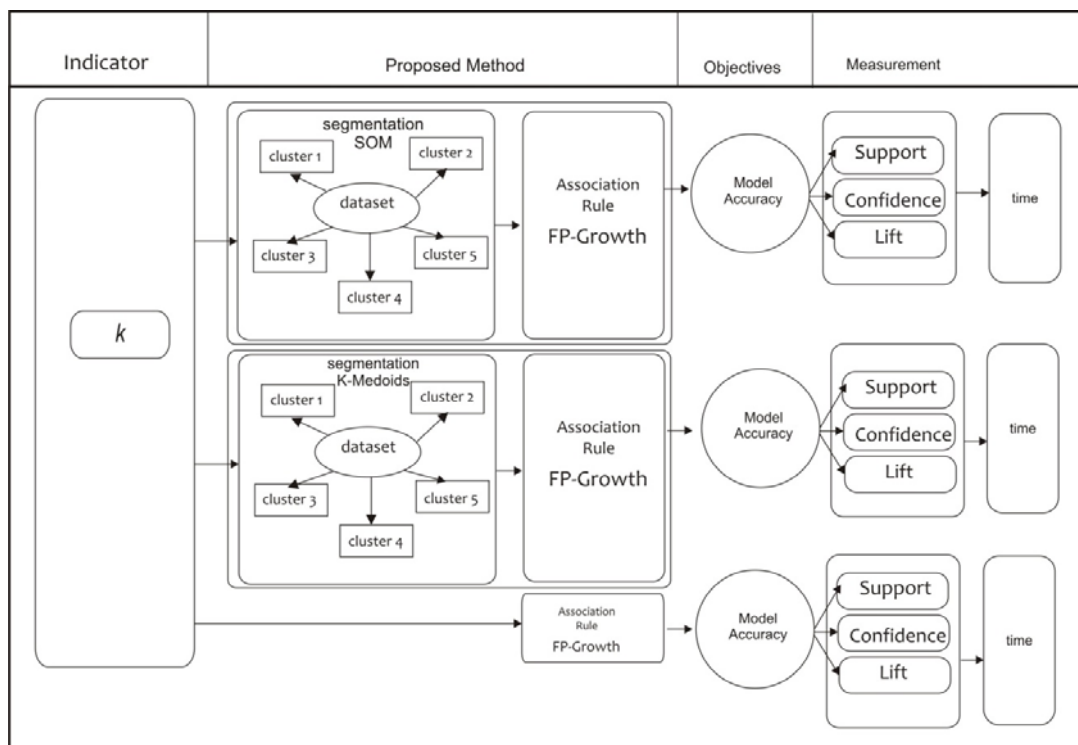 Indicator
Proposed Method
Objectives
Measurement
k
segmentation
SOM
cluster 1
cluster 2
dataset
cluster 3
cluster 5
cluster 4
Association
Rule
FP-Growth
Model
Accuracy
Support
Confidence
Lift
time
segmentation
K-Medoids
cluster 1
cluster 2
dataset
cluster 3
cluster 5
cluster 4
Association
Rule
FP-Growth
Model
Accuracy
Support
Confidence
Lift
time
Association
Rule
FP-Growth
Model
Accuracy
Support
Confidence
Lift
time